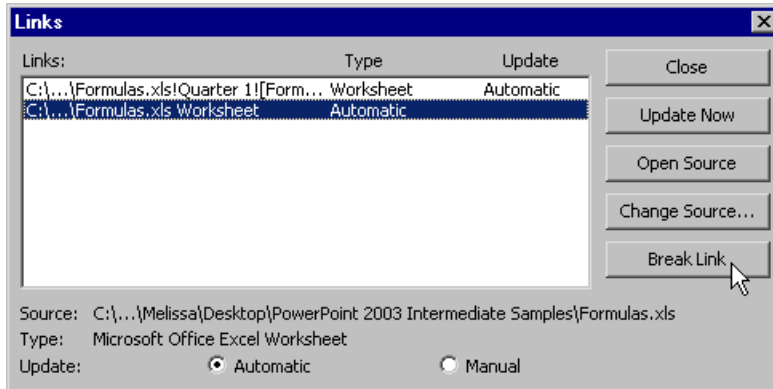 Links
Links: Type Update
Close
C:\...\Formulas.xls!Quarter 1![Form... Worksheet Automatic
C:\...\Formulas.xls Worksheet Automatic
Update Now
Open Source
Change Source...
Break Link
Source: C:\...\Melissa\Desktop\PowerPoint 2003 Intermediate Samples\Formulas.xls
Type: Microsoft Office Excel Worksheet
Update: Automatic Manual